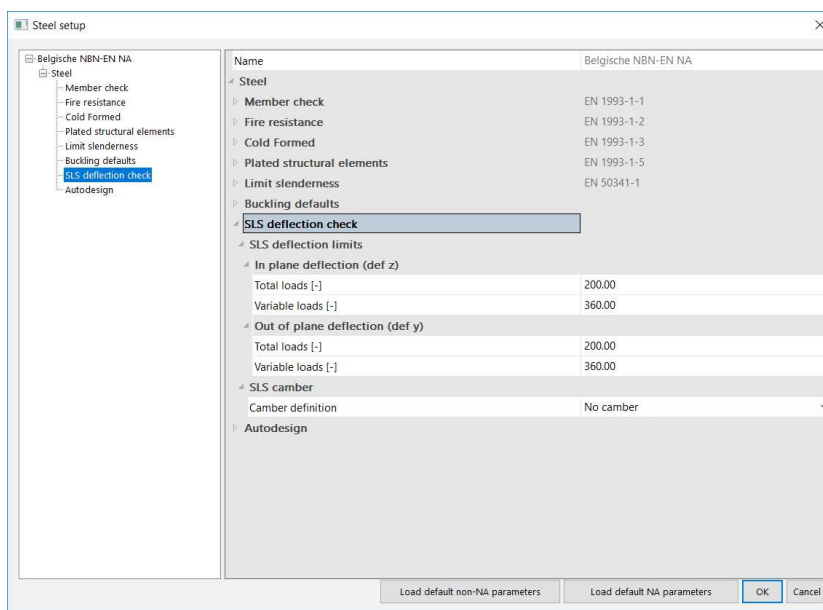 Steel setup
Belgische NBN-EN NA
Steel
Member check
Fire resistance
Cold Formed
Plated structural elements
Limit slenderness
Buckling defaults
SLS deflection check
Autodesign
Name Belgische NBN-EN NA
Steel
Member check EN 1993-1-1
Fire resistance EN 1993-1-2
Cold Formed EN 1993-1-3
Plated structural elements EN 1993-1-5
Limit slenderness EN 50341-1
Buckling defaults
SLS deflection check
SLS deflection limits
In plane deflection (def z)
Total loads [-] 200.00
Variable loads [-] 360.00
Out of plane deflection (def y)
Total loads [-] 200.00
Variable loads [-] 360.00
SLS camber
Camber definition No camber
Autodesign
Load default non-NA parameters Load default NA parameters OK Cancel